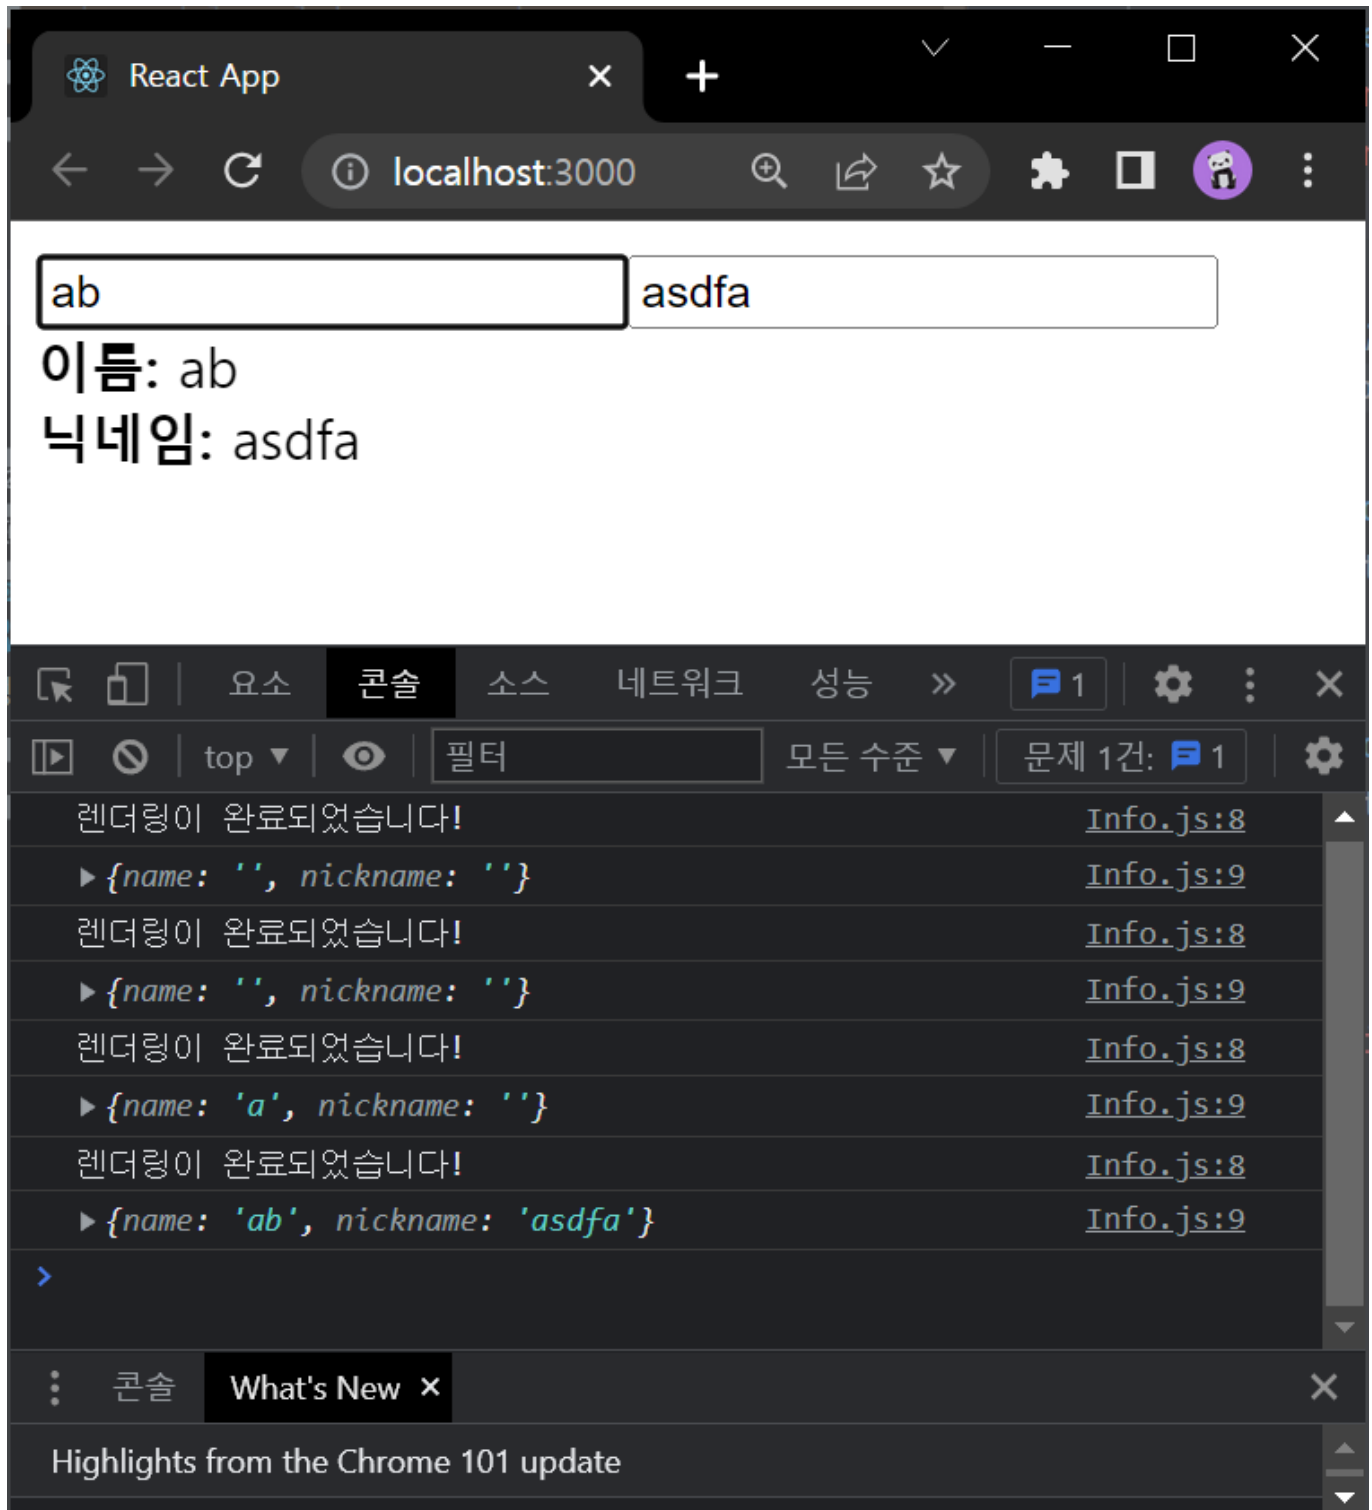 React App
localhost:3000
ab asdfa
이름: ab
닉네임: asdfa
요소 콘솔 소스 네트워크 성능 1
top 필터 모든 수준 문제 1건: 1
렌더링이 완료되었습니다! Info.js:8
{name: '', nickname: ''} Info.js:9
렌더링이 완료되었습니다! Info.js:8
{name: '', nickname: ''} Info.js:9
렌더링이 완료되었습니다! Info.js:8
{name: 'a', nickname: ''} Info.js:9
렌더링이 완료되었습니다! Info.js:8
{name: 'ab', nickname: 'asdfa'} Info.js:9
콘솔 What's New
Highlights from the Chrome 101 update